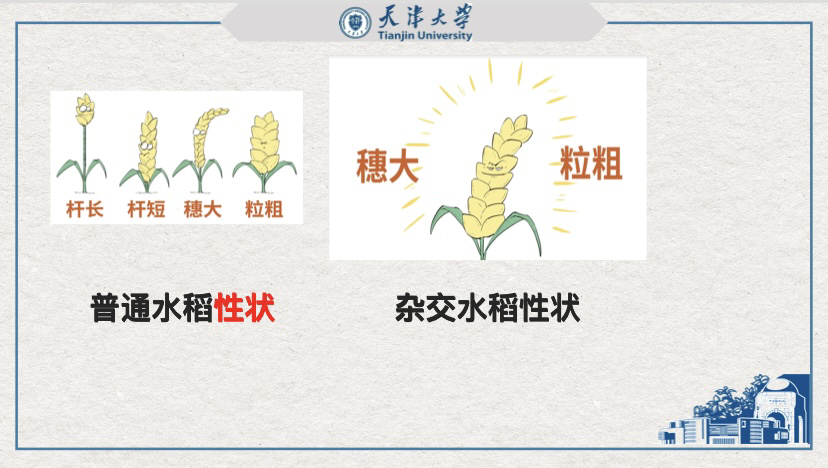 天津大学
Tianjin University
杆长 杆短 穗大 粒粗
穗大 粒粗
普通水稻性状
杂交水稻性状